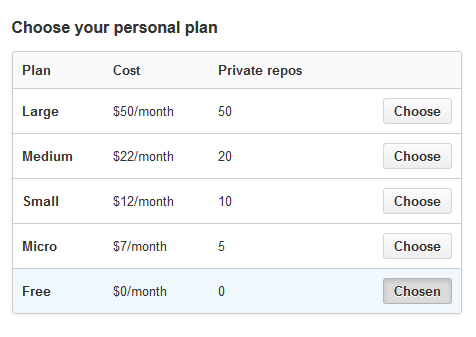 Choose your personal plan
Plan Cost Private repos
Large $50/month 50 Choose
Medium $22/month 20 Choose
Small $12/month 10 Choose
Micro $7/month 5 Choose
Free $0/month 0 Chosen